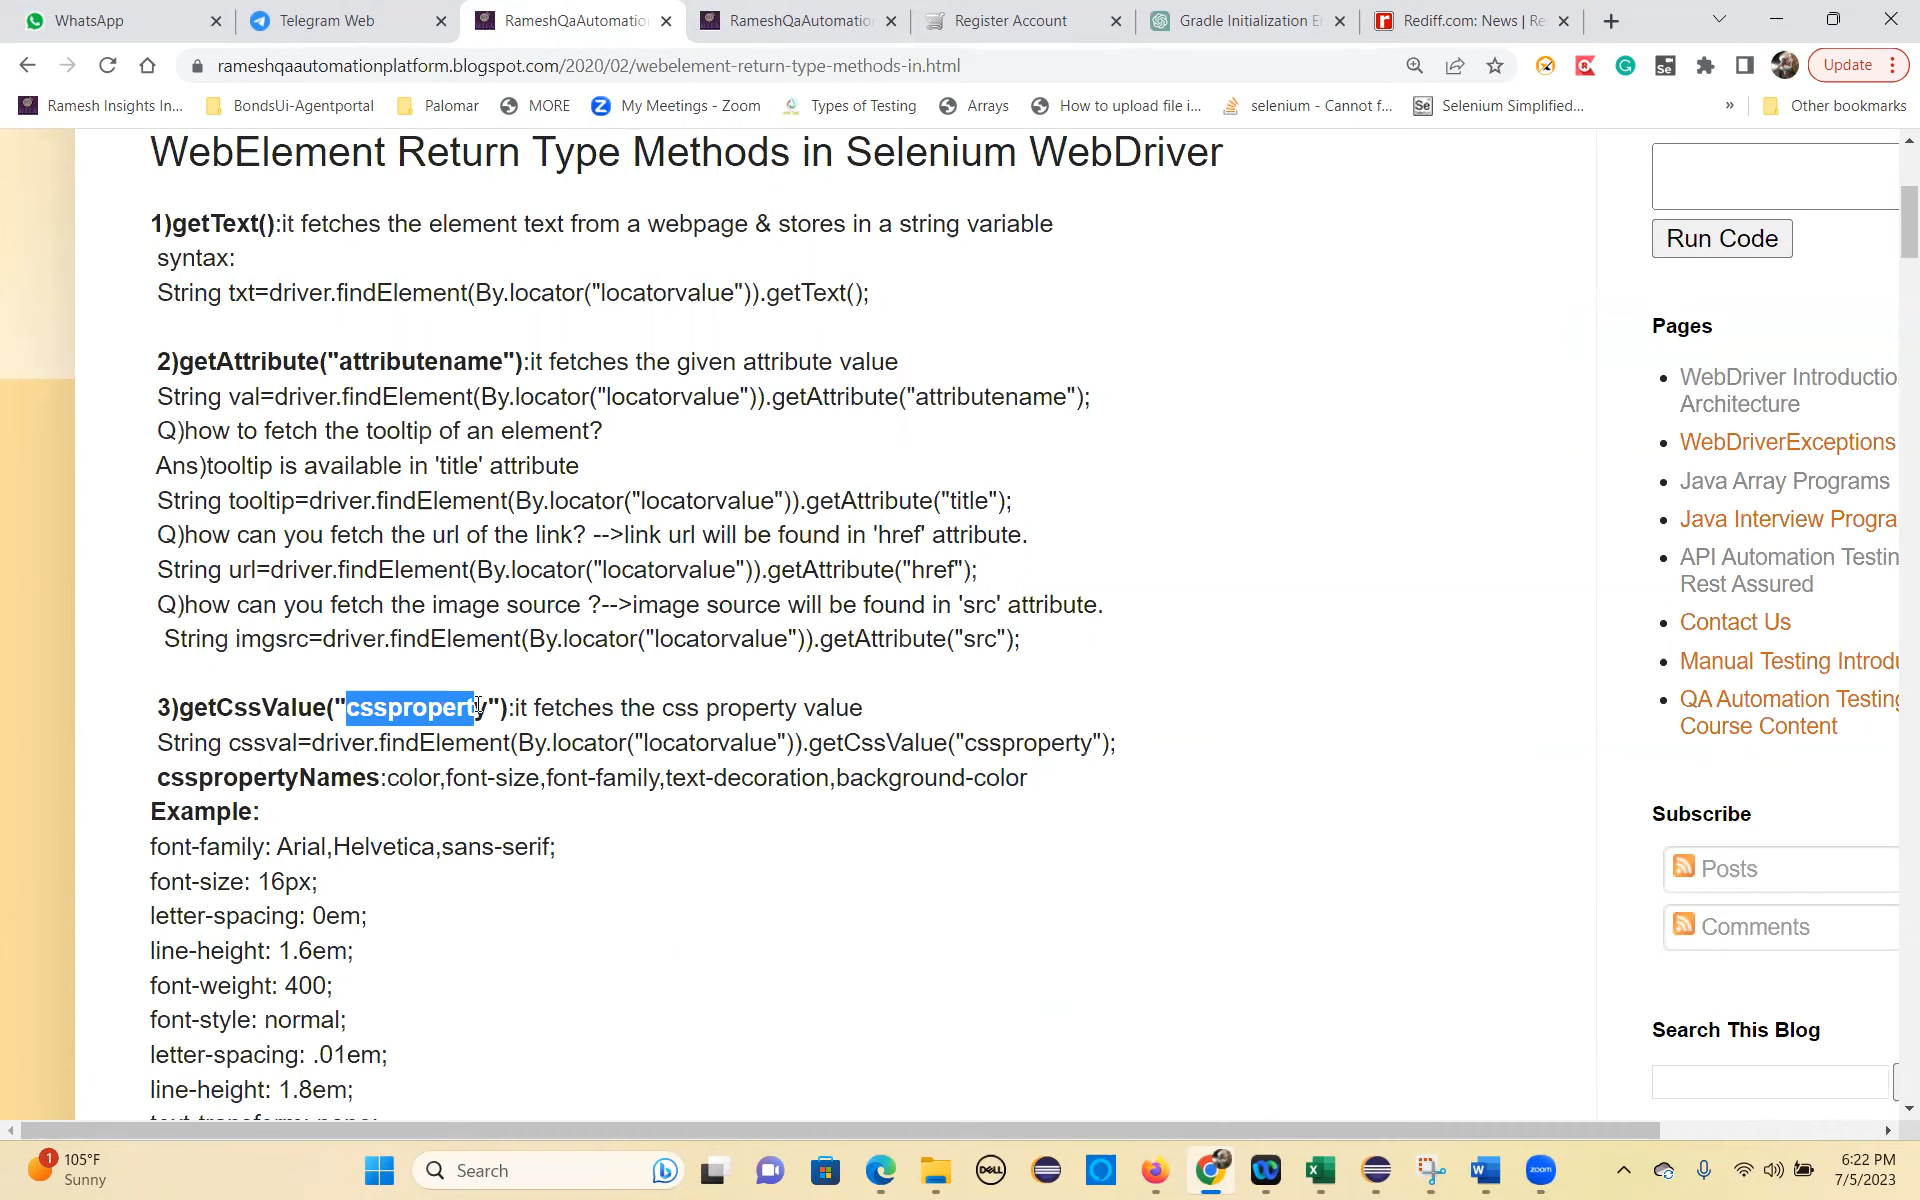 WhatsApp
Telegram Web
RameshQaAutomatio
RameshQaAutomatio
Register Account
Gradle Initialization E
Rediff.com: News | Re
rameshqaautomationplatform.blogspot.com/2020/02/webelement-return-type-methods-in.html
Update
Ramesh Insights In...
BondsUi-Agentportal
Palomar
MORE
My Meetings - Zoom
Types of Testing
Arrays
How to upload file i...
selenium - Cannot f...
Selenium Simplified...
»
Other bookmarks
WebElement Return Type Methods in Selenium WebDriver
1)getText():it fetches the element text from a webpage & stores in a string variable
syntax:
String txt=driver.findElement(By.locator("locatorvalue")).getText();
2)getAttribute("attributename"):it fetches the given attribute value
String val=driver.findElement(By.locator("locatorvalue")).getAttribute("attributename");
Q)how to fetch the tooltip of an element?
Ans)tooltip is available in 'title' attribute
String tooltip=driver.findElement(By.locator("locatorvalue")).getAttribute("title");
Q)how can you fetch the url of the link? -->link url will be found in 'href' attribute.
String url=driver.findElement(By.locator("locatorvalue")).getAttribute("href");
Q)how can you fetch the image source ?-->image source will be found in 'src' attribute.
String imgsrc=driver.findElement(By.locator("locatorvalue")).getAttribute("src");
3)getCssValue("cssproperty"):it fetches the css property value
String cssval=driver.findElement(By.locator("locatorvalue")).getCssValue("cssproperty");
csspropertyNames:color,font-size,font-family,text-decoration,background-color
Example:
font-family: Arial,Helvetica,sans-serif;
font-size: 16px;
letter-spacing: 0em;
line-height: 1.6em;
font-weight: 400;
font-style: normal;
letter-spacing: .01em;
line-height: 1.8em;
Run Code
Pages
WebDriver Introductio
Architecture
WebDriverExceptions
Java Array Programs
Java Interview Progra
API Automation Testin
Rest Assured
Contact Us
Manual Testing Introdu
QA Automation Testing
Course Content
Subscribe
Posts
Comments
Search This Blog
1
105°F
Sunny
Search
DELL
zoom
6:22 PM
7/5/2023